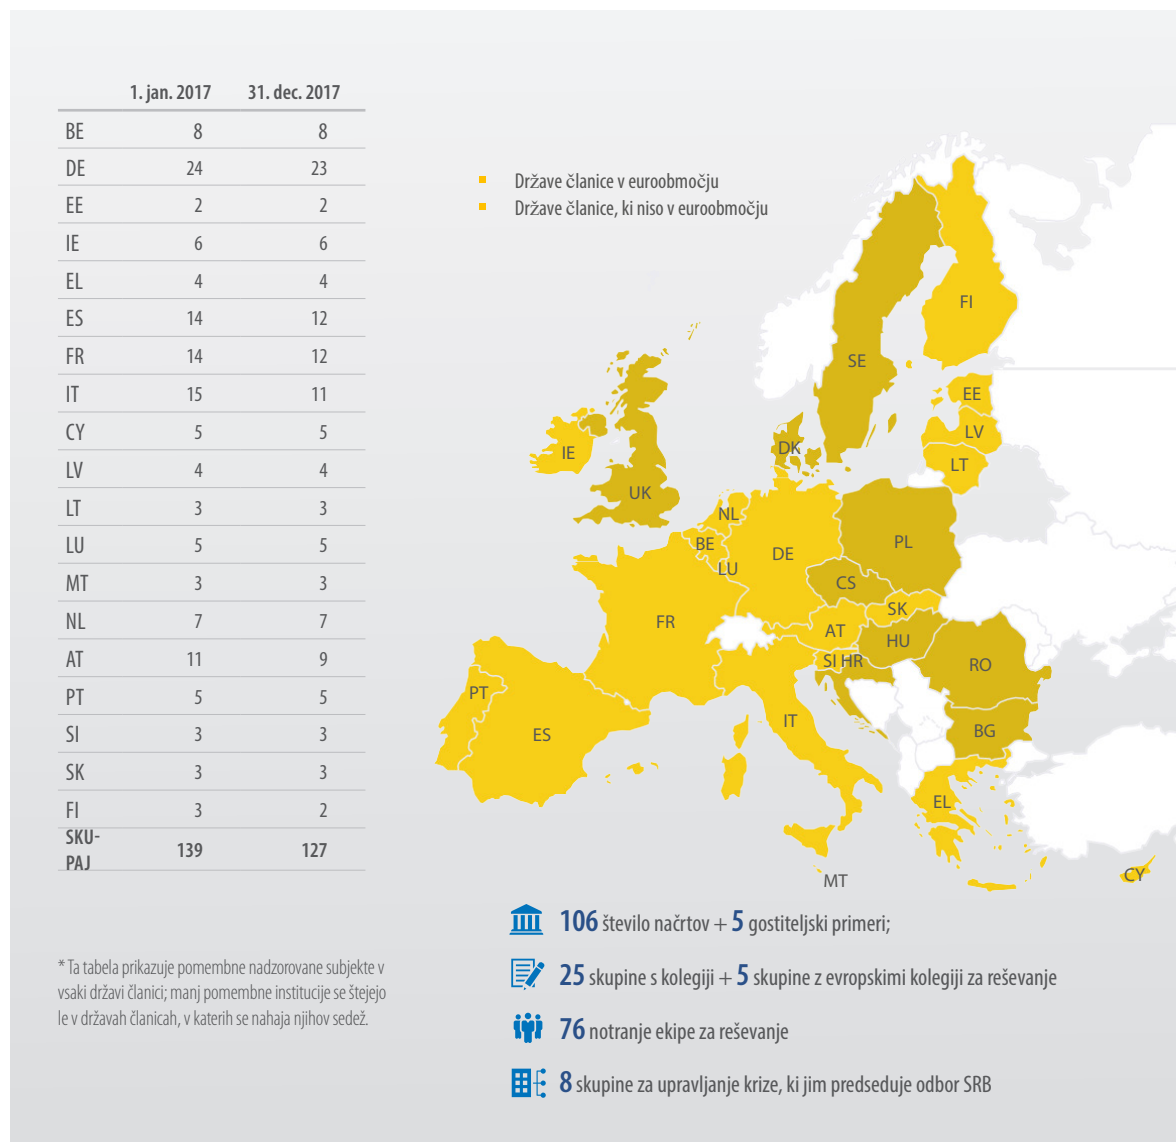 1. jan. 2017 31. dec. 2017
BE 8 8
DE 24 23
EE 2 2
IE 6 6
EL 4 4
ES 14 12
FR 14 12
IT 15 11
CY 5 5
LV 4 4
LT 3 3
LU 5 5
MT 3 3
NL 7 7
AT 11 9
PT 5 5
SI 3 3
SK 3 3
FI 3 2
SKU-
PAJ 139 127
* Ta tabela prikazuje pomembne nadzorovane subjekte v
vsaki državi članici; manj pomembne institucije se štejejo
le v državah članicah, v katerih se nahaja njihov sedež.
Države članice v euroobmočju
Države članice, ki niso v euroobmočju
FI
SE
EE
LV
DK
IE
LT
UK
NL
PL
BE
DE
LU
CS
SK
FR
AT
HU
SI HR
RO
PT
IT
BG
ES
EL
CY
MT
106 število načrtov + 5 gostiteljski primeri;
25 skupine s kolegiji + 5 skupine z evropskimi kolegiji za reševanje
76 notranje ekipe za reševanje
8 skupine za upravljanje krize, ki jim predseduje odbor SRB